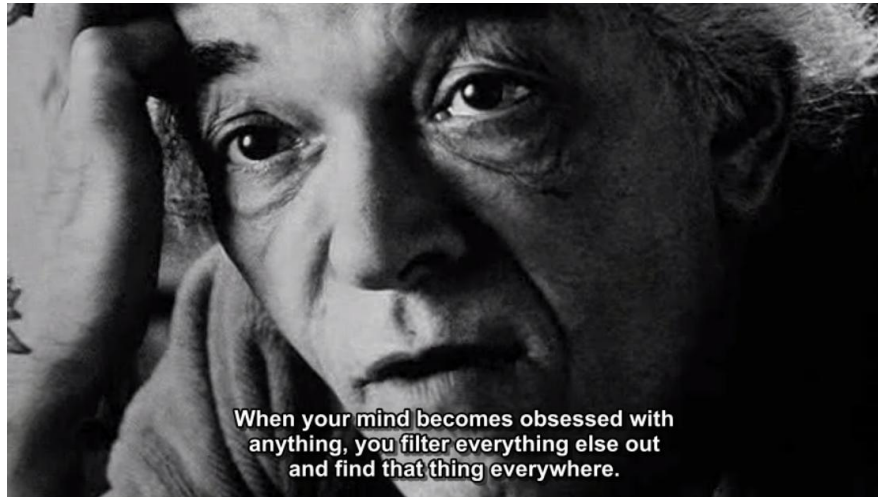 When your mind becomes obsessed with
anything, you filter everything else out
and find that thing everywhere.